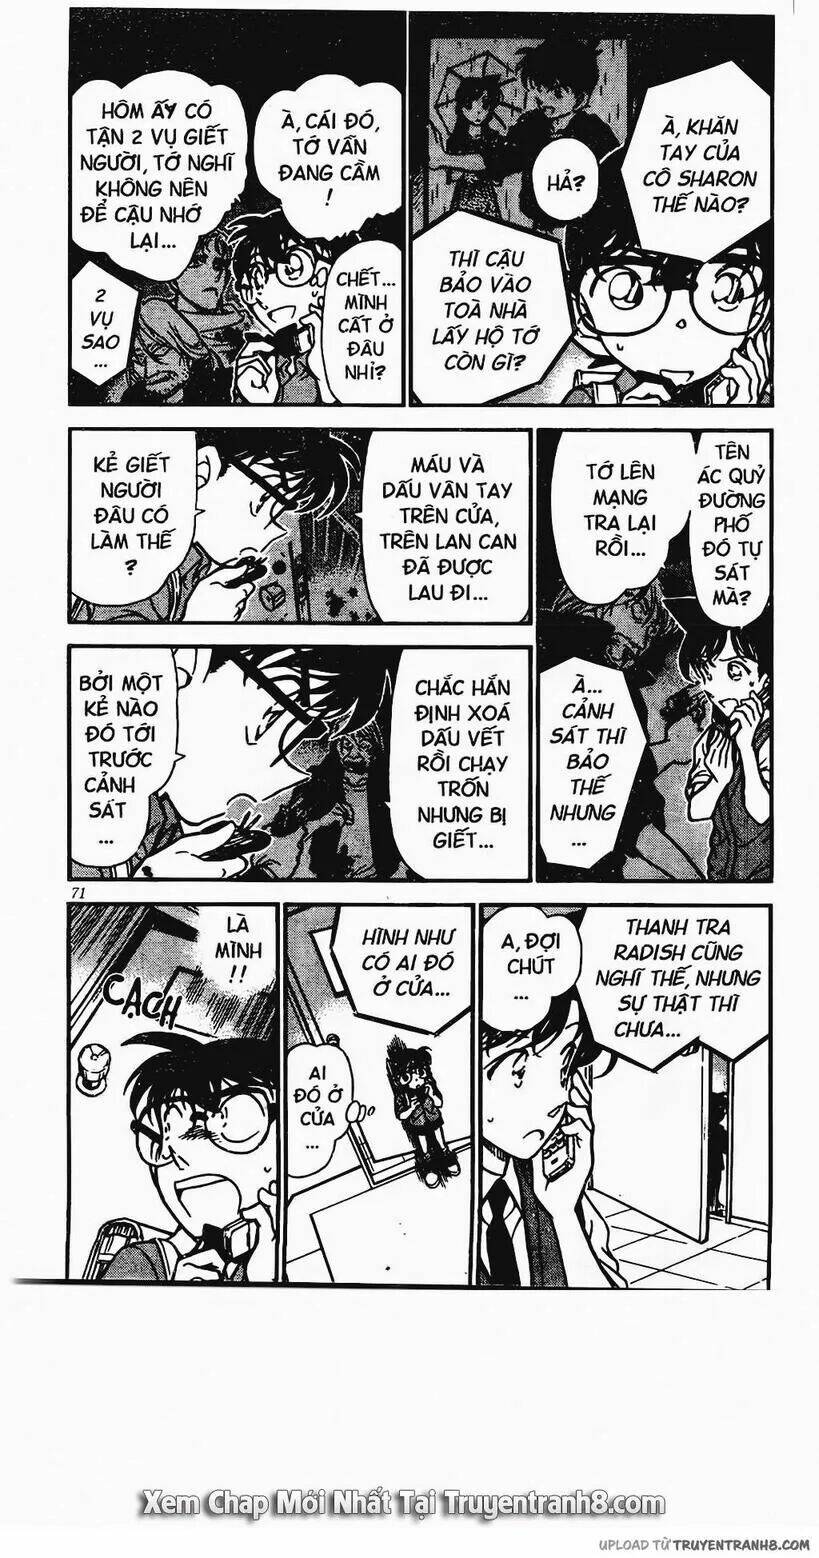 À, KHĂN
TAY CỦA
CÔ SHARON
THẾ NÀO?
HẢ?
THÌ CẬU
BẢO VÀO
TOÀ NHÀ
LẤY HỘ TỚ
CÒN GÌ?
À, CÁI ĐÓ,
TỚ VẪN
ĐANG CẦM
!
CHẾT...
MÌNH
CẤT Ở
ĐÂU
NHỈ?
HÔM ẤY CÓ
TẬN 2 VỤ GIẾT
NGƯỜI, TỚ NGHĨ
KHÔNG NÊN
ĐỂ CẬU NHỚ
LẠI...
2
VỤ
SAO
...
TÊN
ÁC QUỶ
ĐƯỜNG
PHỐ
ĐÓ TỰ
SÁT
MÀ?
TỚ LÊN
MẠNG
TRA LẠI
RỒI...
À...
CẢNH
SÁT THÌ
BẢO
THẾ
NHƯNG
...
MÁU VÀ
DẤU VÂN TAY
TRÊN CỬA,
TRÊN LAN CAN
ĐÃ ĐƯỢC
LAU ĐI...
KẺ GIẾT
NGƯỜI
ĐÂU CÓ
LÀM THẾ
?
CHẮC HẮN
ĐỊNH XOÁ
DẤU VẾT
RỒI CHẠY
TRỐN
NHƯNG BỊ
GIẾT...
BỞI MỘT
KẺ NÀO
ĐÓ TỚI
TRƯỚC
CẢNH
SÁT
...
71
THANH TRA
RADISH CŨNG
NGHĨ THẾ, NHƯNG
SỰ THẬT THÌ
CHƯA...
A, ĐỢI
CHÚT
...
HÌNH NHƯ
CÓ AI ĐÓ
Ở CỬA...
AI
ĐÓ Ở
CỬA
...
LÀ
MÌNH
!!
CẠCH
Xem Chap Mới Nhất Tại Truyentranh8.com
UPLOAD TỪ TRUYENTRANH8.COM